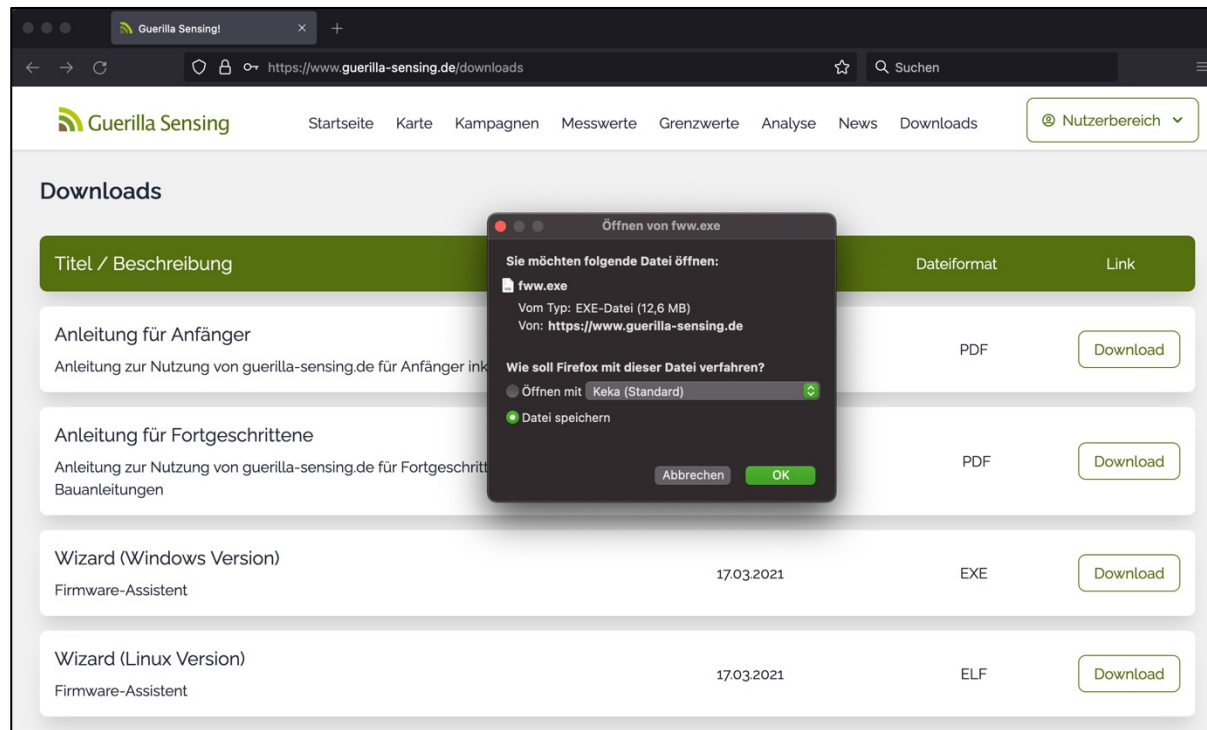 Guerilla Sensing!
https://www.guerilla-sensing.de/downloads
Suchen
Guerilla Sensing
Startseite Karte Kampagnen Messwerte Grenzwerte Analyse News Downloads
Nutzerbereich
Downloads
Titel / Beschreibung
Dateiformat
Link
Öffnen von fww.exe
Sie möchten folgende Datei öffnen:
fww.exe
Vom Typ: EXE-Datei (12,6 MB)
Von: https://www.guerilla-sensing.de
Wie soll Firefox mit dieser Datei verfahren?
Öffnen mit Keka (Standard)
Datei speichern
Abbrechen OK
Anleitung für Anfänger
Anleitung zur Nutzung von guerilla-sensing.de für Anfänger ink
PDF
Download
Anleitung für Fortgeschrittene
Anleitung zur Nutzung von guerilla-sensing.de für Fortgeschritt
Bauanleitungen
PDF
Download
Wizard (Windows Version)
Firmware-Assistent
17.03.2021
EXE
Download
Wizard (Linux Version)
Firmware-Assistent
17.03.2021
ELF
Download